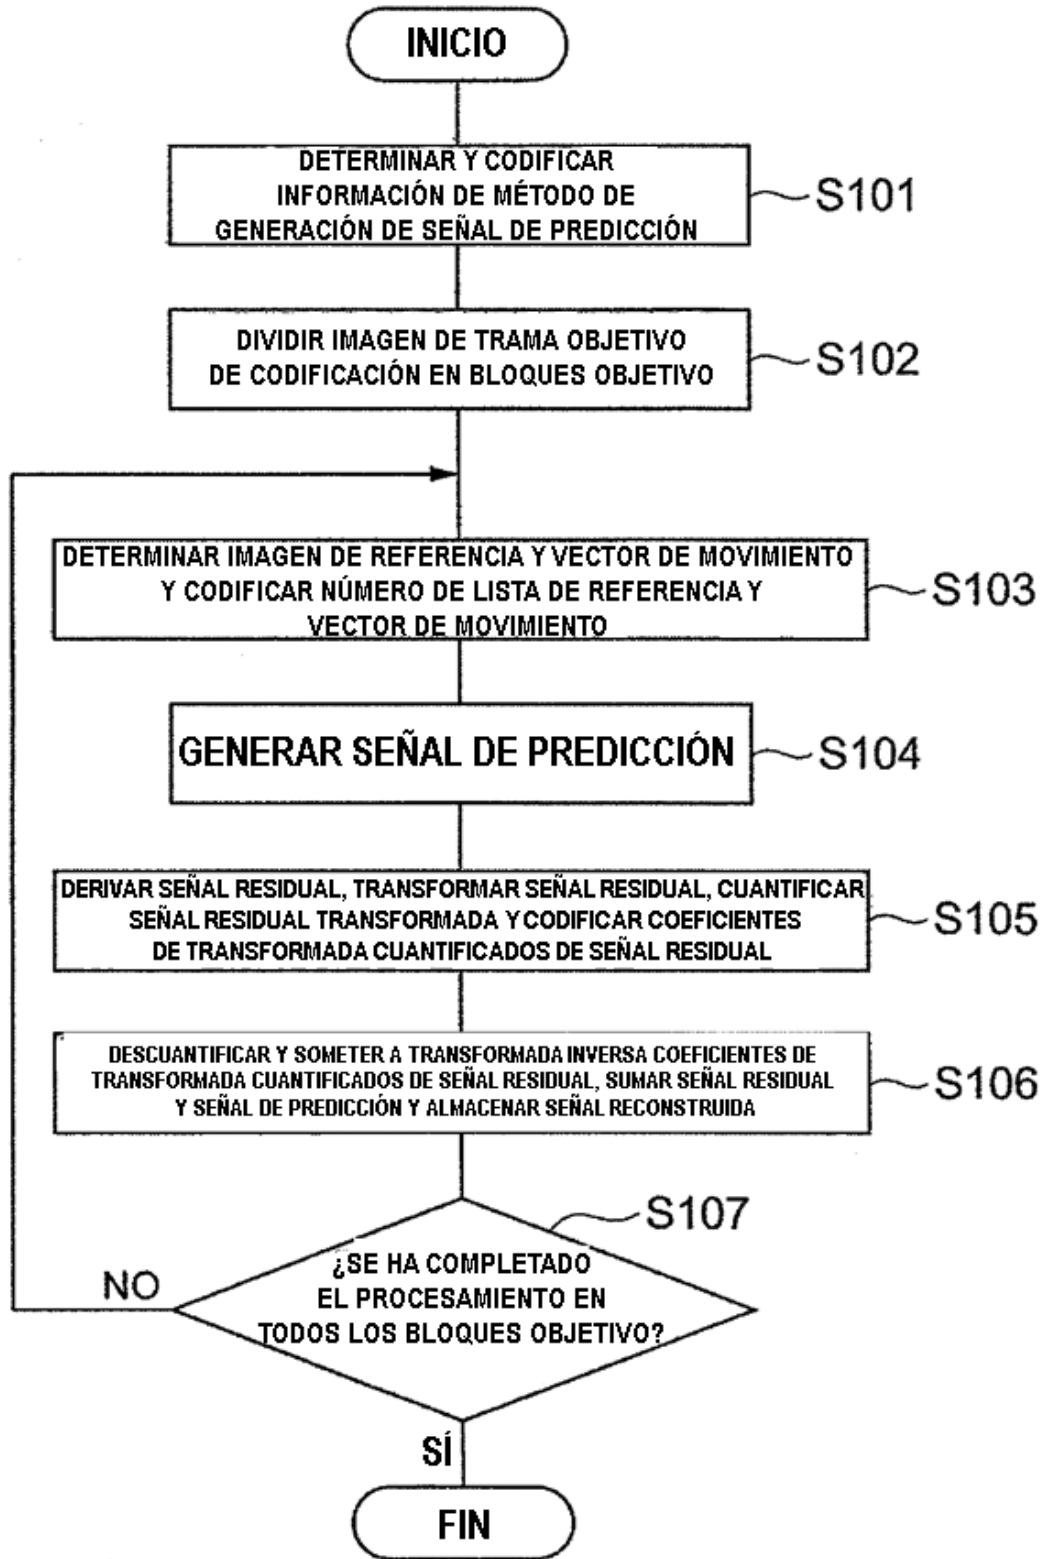 INICIO
DETERMINAR Y CODIFICAR
INFORMACIÓN DE MÉTODO DE
GENERACIÓN DE SEÑAL DE PREDICCIÓN
S101
DIVIDIR IMAGEN DE TRAMA OBJETIVO
DE CODIFICACIÓN EN BLOQUES OBJETIVO
S102
DETERMINAR IMAGEN DE REFERENCIA Y VECTOR DE MOVIMIENTO
Y CODIFICAR NÚMERO DE LISTA DE REFERENCIA Y
VECTOR DE MOVIMIENTO
S103
GENERAR SEÑAL DE PREDICCIÓN
S104
DERIVAR SEÑAL RESIDUAL, TRANSFORMAR SEÑAL RESIDUAL, CUANTIFICAR
SEÑAL RESIDUAL TRANSFORMADA Y CODIFICAR COEFICIENTES
DE TRANSFORMADA CUANTIFICADOS DE SEÑAL RESIDUAL
S105
DESCUANTIFICAR Y SOMETER A TRANSFORMADA INVERSA COEFICIENTES DE
TRANSFORMADA CUANTIFICADOS DE SEÑAL RESIDUAL, SUMAR SEÑAL RESIDUAL
Y SEÑAL DE PREDICCIÓN Y ALMACENAR SEÑAL RECONSTRUIDA
S106
S107
¿SE HA COMPLETADO
EL PROCESAMIENTO EN
TODOS LOS BLOQUES OBJETIVO?
NO
SÍ
FIN